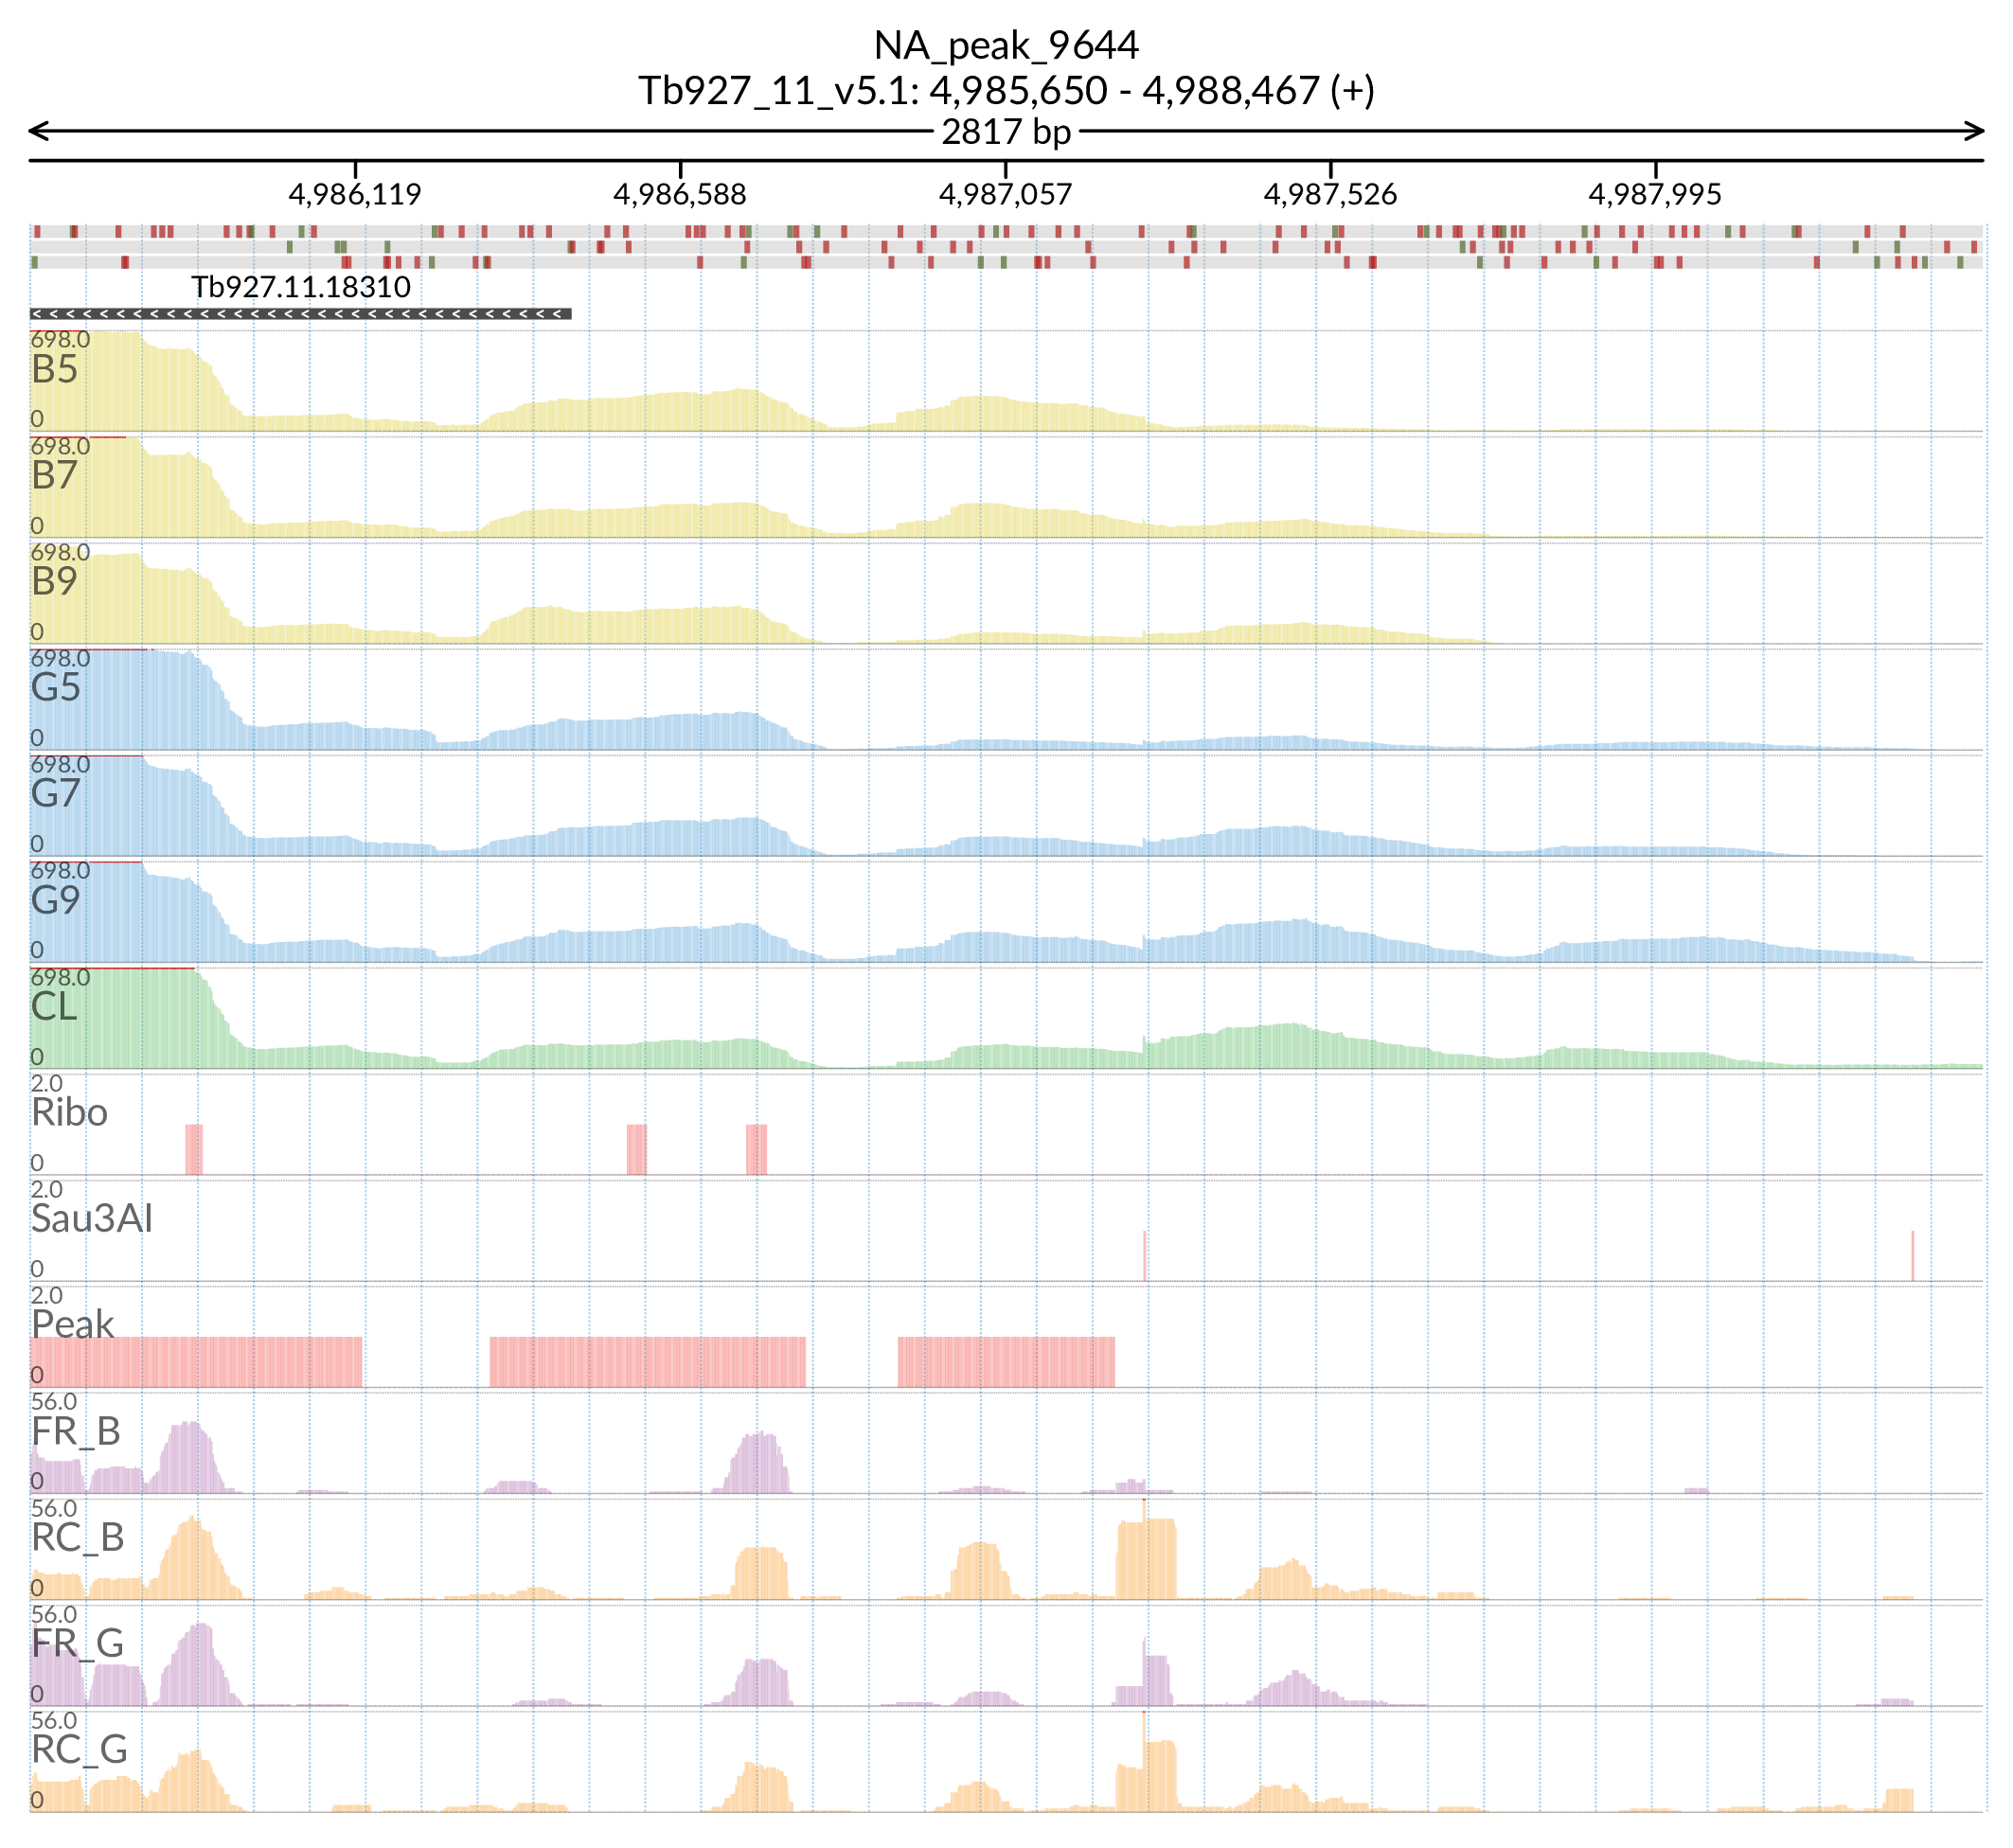 NA_peak_9644
Tb927_11_v5.1: 4,985,650 - 4,988,467 (+)
2817 bp
4,986,119 4,986,588 4,987,057 4,987,526 4,987,995
Tb927.11.18310
698.0
B5
0
698.0
B7
0
698.0
B9
0
698.0
G5
0
698.0
G7
0
698.0
G9
0
698.0
CL
0
2.0
Ribo
0
2.0
Sau3AI
0
2.0
Peak
0
56.0
FR_B
0
56.0
RC_B
0
56.0
FR_G
0
56.0
RC_G
0